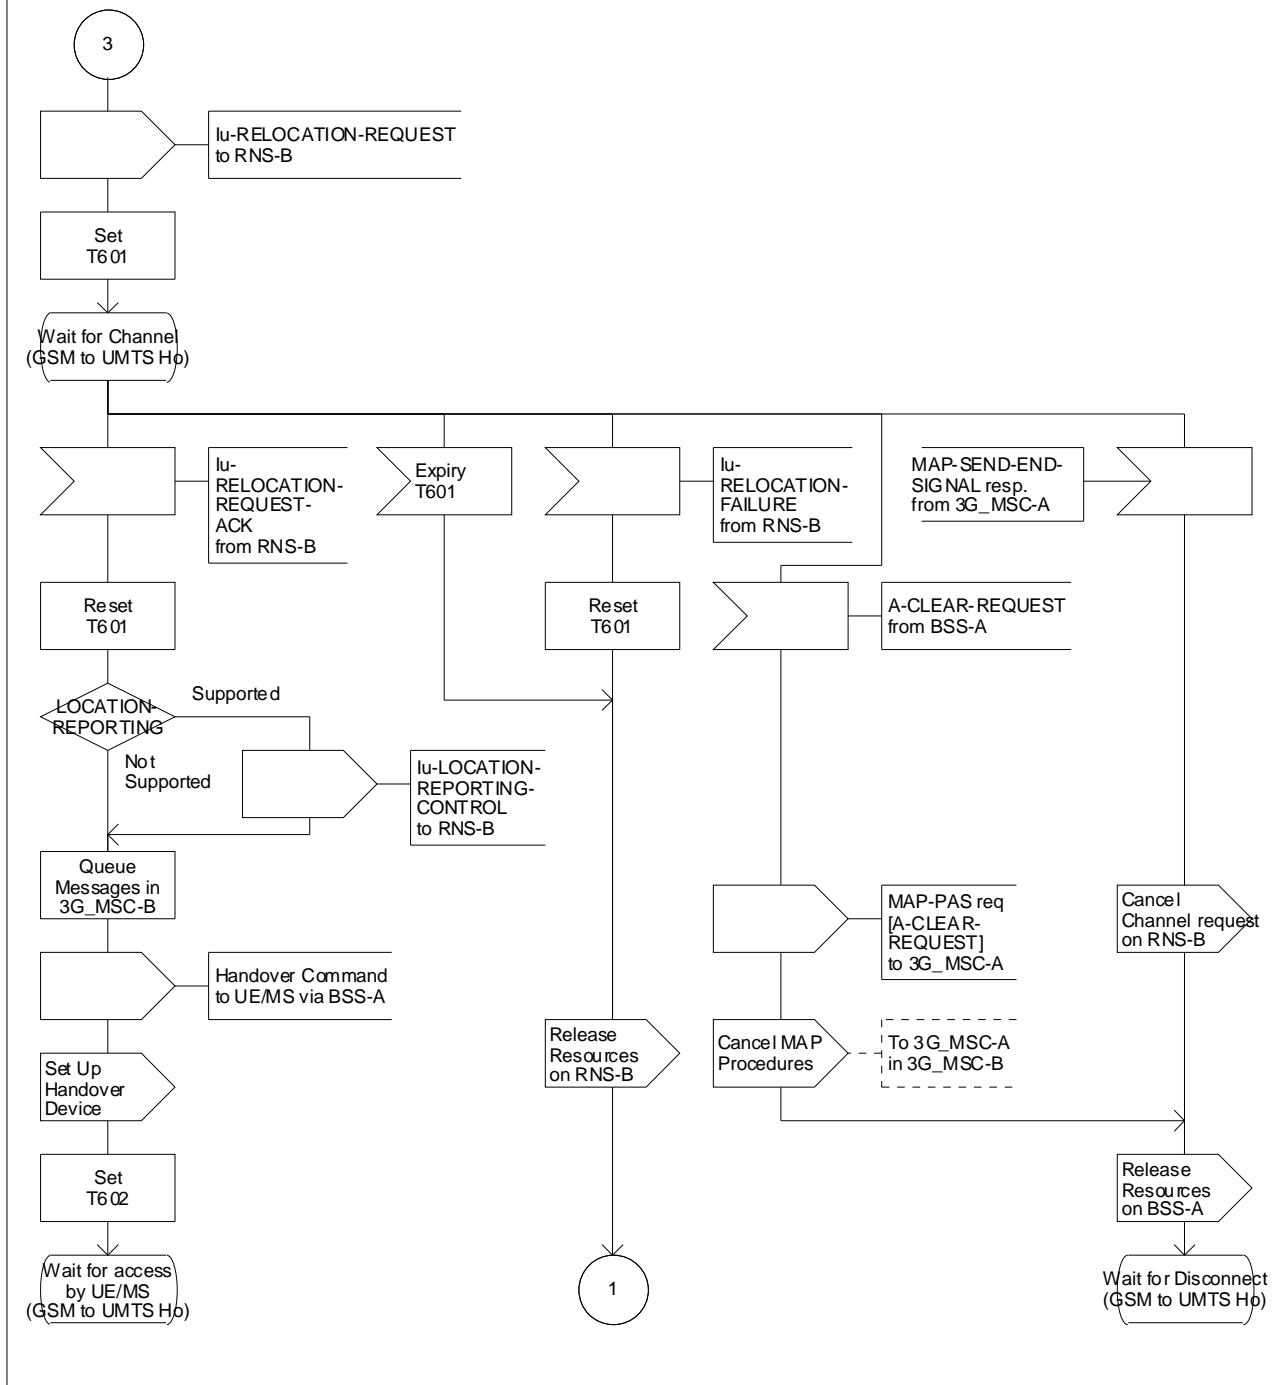 3
Iu-RELOCATION-REQUEST
to RNS-B
Set
T601
Wait for Channel
(GSM to UMTS Ho)
Iu-
RELOCATION-
REQUEST-
ACK
from RNS-B
Expiry
T601
Iu-
RELOCATION-
FAILURE
from RNS-B
MAP-SEND-END-
SIGNAL resp.
from 3G_MSC-A
Reset
T601
Reset
T601
A-CLEAR-REQUEST
from BSS-A
LOCATION-
REPORTING
Supported
Not
Supported
Iu-LOCATION-
REPORTING-
CONTROL
to RNS-B
Queue
Messages in
3G_MSC-B
MAP-PAS req
[A-CLEAR-
REQUEST]
to 3G_MSC-A
Cancel
Channel request
on RNS-B
Handover Command
to UE/MS via BSS-A
Release
Resources
on RNS-B
Cancel MAP
Procedures
To 3G_MSC-A
in 3G_MSC-B
Set Up
Handover
Device
Set
T602
Release
Resources
on BSS-A
Wait for access
by UE/MS
(GSM to UMTS Ho)
1
Wait for Disconnect
(GSM to UMTS Ho)